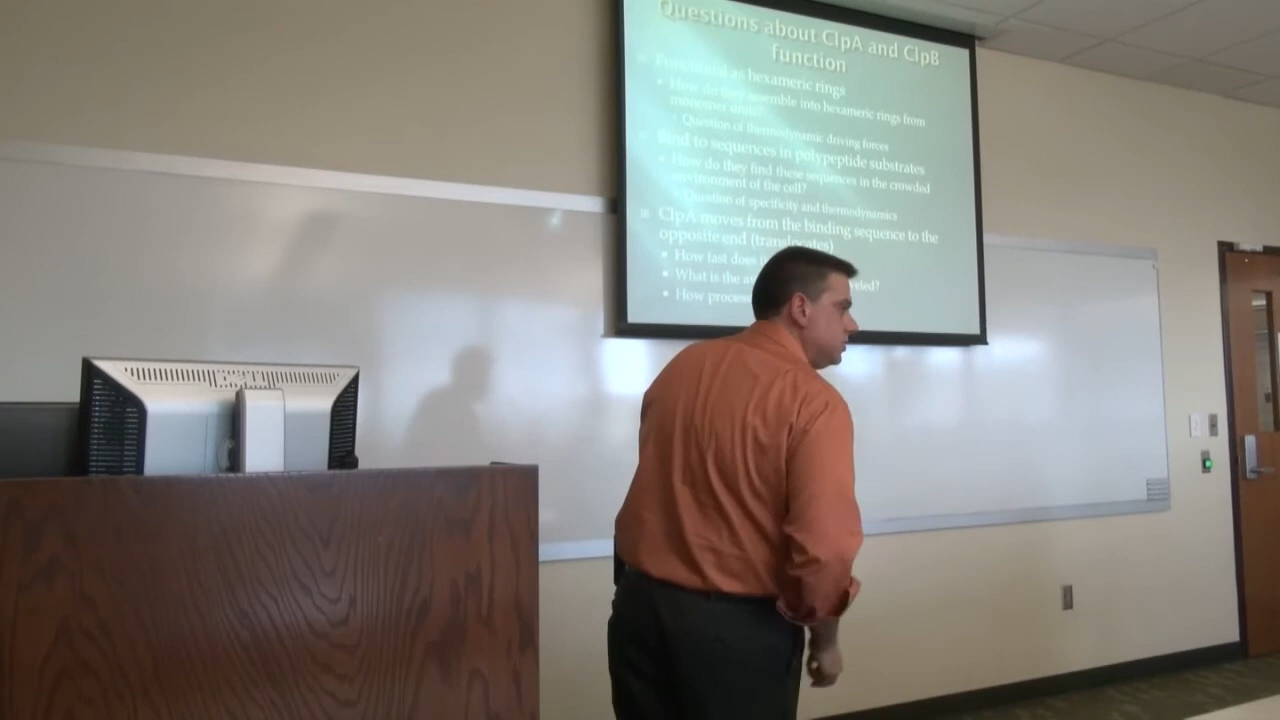 Questions about ClpA and ClpB
function
Functional as hexameric rings
How do they assemble into hexameric rings from
monomer units?
Question of thermodynamic driving forces
Bind to sequences in polypeptide substrates
How do they find these sequences in the crowded
environment of the cell?
Question of specificity and thermodynamics
ClpA moves from the binding sequence to the
opposite end (translocates)
How fast does
What is the
How